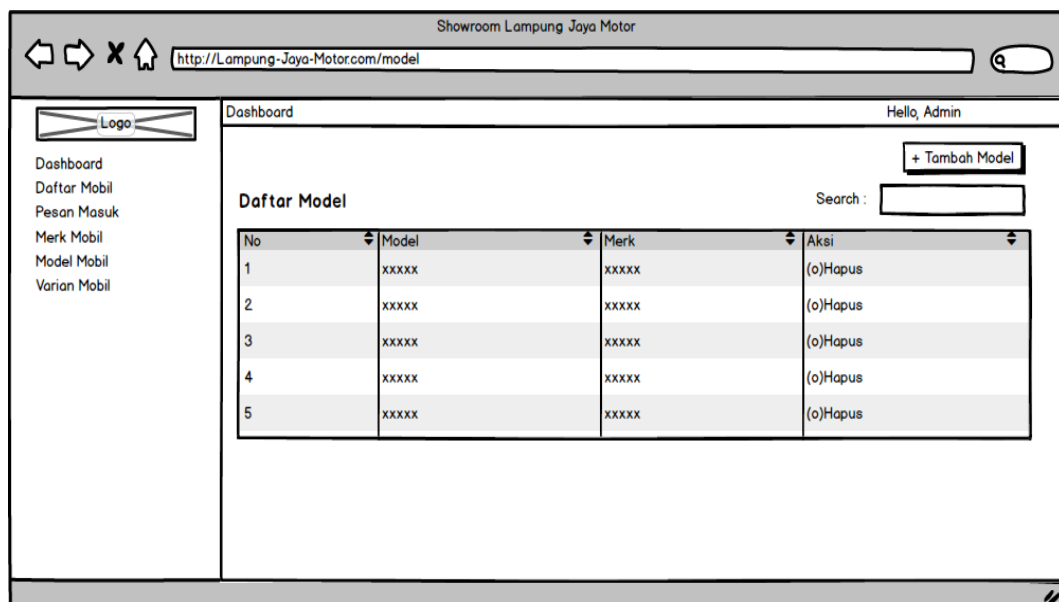 Showroom Lampung Jaya Motor
http://Lampung-Jaya-Motor.com/model
Logo
Dashboard
Daftar Mobil
Pesan Masuk
Merk Mobil
Model Mobil
Varian Mobil
Dashboard Hello, Admin
+ Tambah Model
Daftar Model Search :
No Model Merk Aksi
1 xxxxx xxxxx (o)Hapus
2 xxxxx xxxxx (o)Hapus
3 xxxxx xxxxx (o)Hapus
4 xxxxx xxxxx (o)Hapus
5 xxxxx xxxxx (o)Hapus